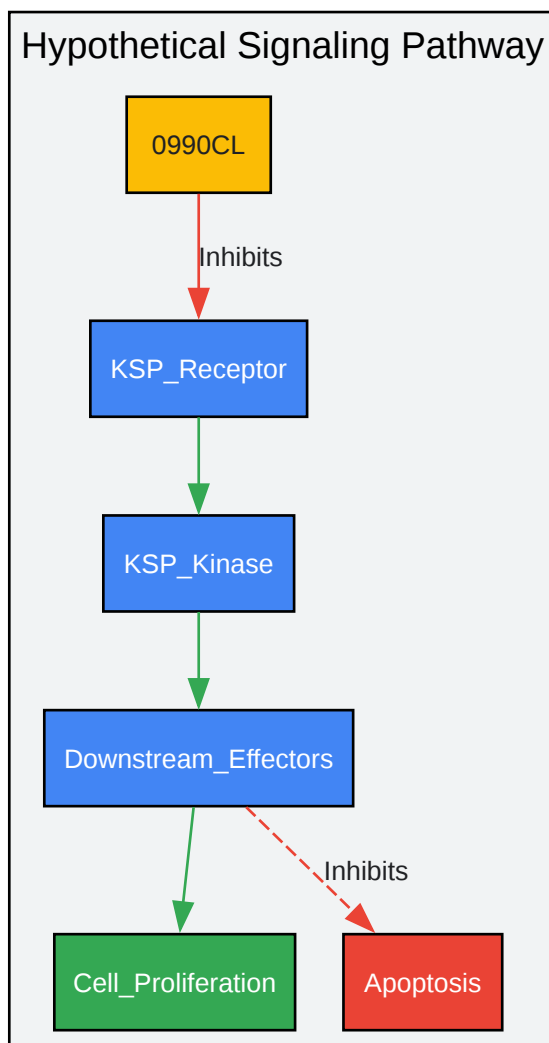 Hypothetical Signaling Pathway
0990CL
Inhibits
KSP_Receptor
KSP_Kinase
Downstream_Effectors
Inhibits
Cell_Proliferation
Apoptosis